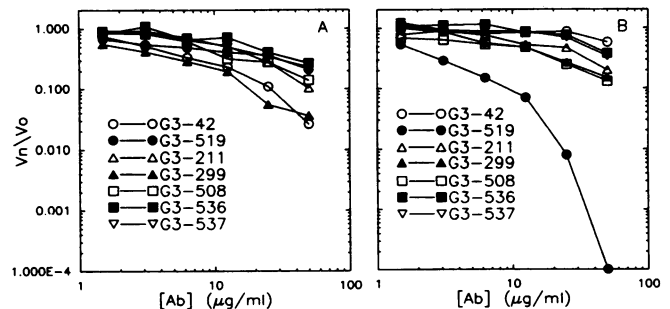 A
B
1.000
0.100
0.010
0.001
1.000E-4
Vn\Vo
G3-42
G3-519
G3-211
G3-299
G3-508
G3-536
G3-537
G3-42
G3-519
G3-211
G3-299
G3-508
G3-536
G3-537
1 10 100
1 10 100
[Ab] (μg/ml)
[Ab] (μg/ml)